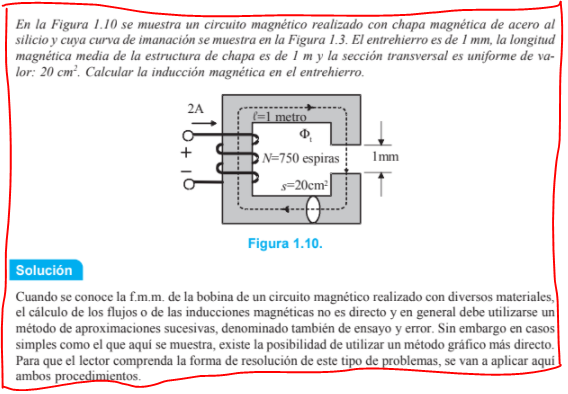 En la Figura 1.10 se muestra un circuito magnético realizado con chapa magnética de acero al
silicio y cuya curva de imanación se muestra en la Figura 1.3. El entrehierro es de 1 mm, la longitud
magnética media de la estructura de chapa es de 1 m y la sección transversal es uniforme de va-
lor: 20 cm². Calcular la inducción magnética en el entrehierro.
2A
ℓ=1 metro
Φt
+
N=750 espiras
1mm
–
s=20cm²
Figura 1.10.
Solución
Cuando se conoce la f.m.m. de la bobina de un circuito magnético realizado con diversos materiales,
el cálculo de los flujos o de las inducciones magnéticas no es directo y en general debe utilizarse un
método de aproximaciones sucesivas, denominado también de ensayo y error. Sin embargo en casos
simples como el que aquí se muestra, existe la posibilidad de utilizar un método gráfico más directo.
Para que el lector comprenda la forma de resolución de este tipo de problemas, se van a aplicar aquí
ambos procedimientos.